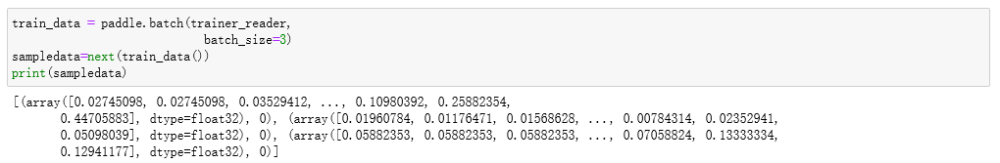 train_data = paddle.batch(trainer_reader,
                          batch_size=3)
sampledata=next(train_data())
print(sampledata)
[(array([0.02745098, 0.02745098, 0.03529412, ..., 0.10980392, 0.25882354,
       0.44705883], dtype=float32), 0), (array([0.01960784, 0.01176471, 0.01568628, ..., 0.00784314, 0.02352941,
       0.05098039], dtype=float32), 0), (array([0.05882353, 0.05882353, 0.05882353, ..., 0.07058824, 0.13333334,
       0.12941177], dtype=float32), 0)]